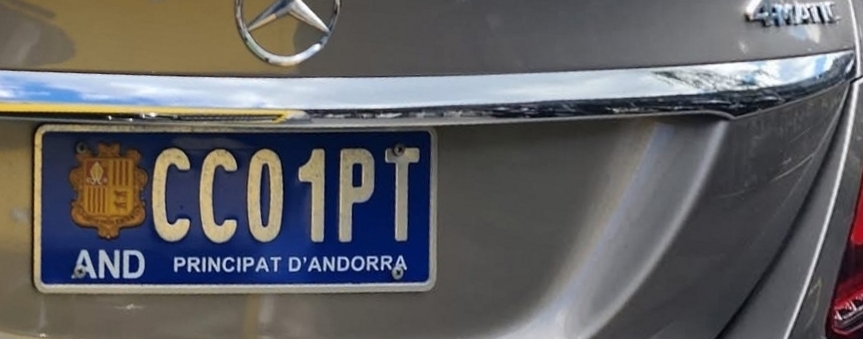 4MATIC
CC01PT
AND PRINCIPAT D'ANDORRA